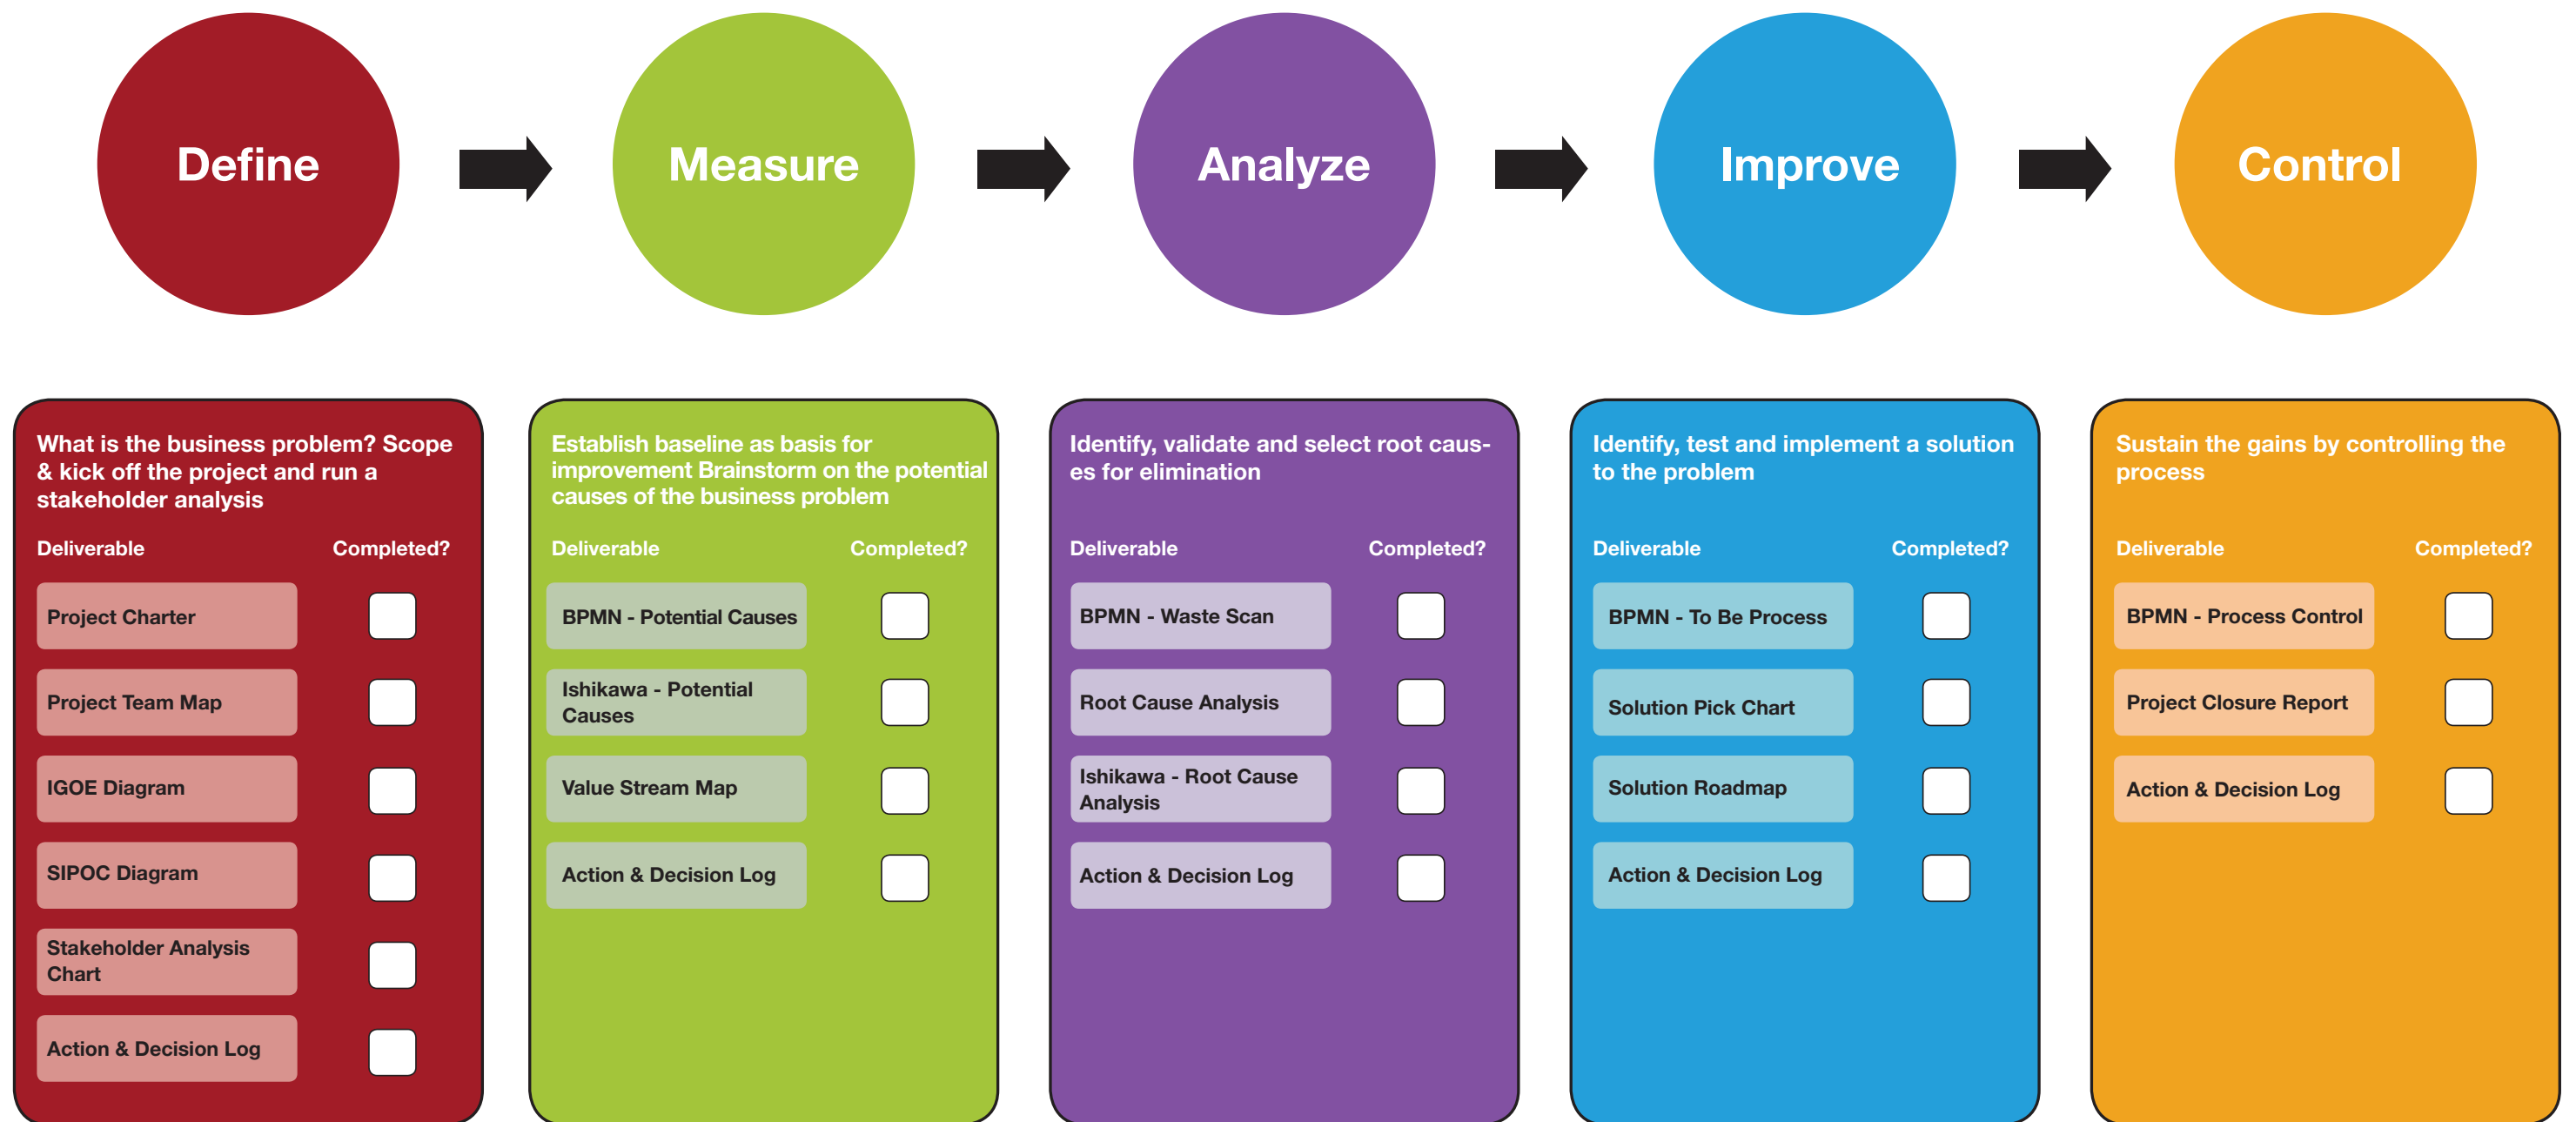 Define
Measure
Analyze
Improve
Control
What is the business problem? Scope
& kick off the project and run a
stakeholder analysis
Deliverable
Completed?
Project Charter
Project Team Map
IGOE Diagram
SIPOC Diagram
Stakeholder Analysis
Chart
Action & Decision Log
Establish baseline as basis for
improvement Brainstorm on the potential
causes of the business problem
Deliverable
Completed?
BPMN - Potential Causes
Ishikawa - Potential
Causes
Value Stream Map
Action & Decision Log
Identify, validate and select root caus-
es for elimination
Deliverable
Completed?
BPMN - Waste Scan
Root Cause Analysis
Ishikawa - Root Cause
Analysis
Action & Decision Log
Identify, test and implement a solution
to the problem
Deliverable
Completed?
BPMN - To Be Process
Solution Pick Chart
Solution Roadmap
Action & Decision Log
Sustain the gains by controlling the
process
Deliverable
Completed?
BPMN - Process Control
Project Closure Report
Action & Decision Log